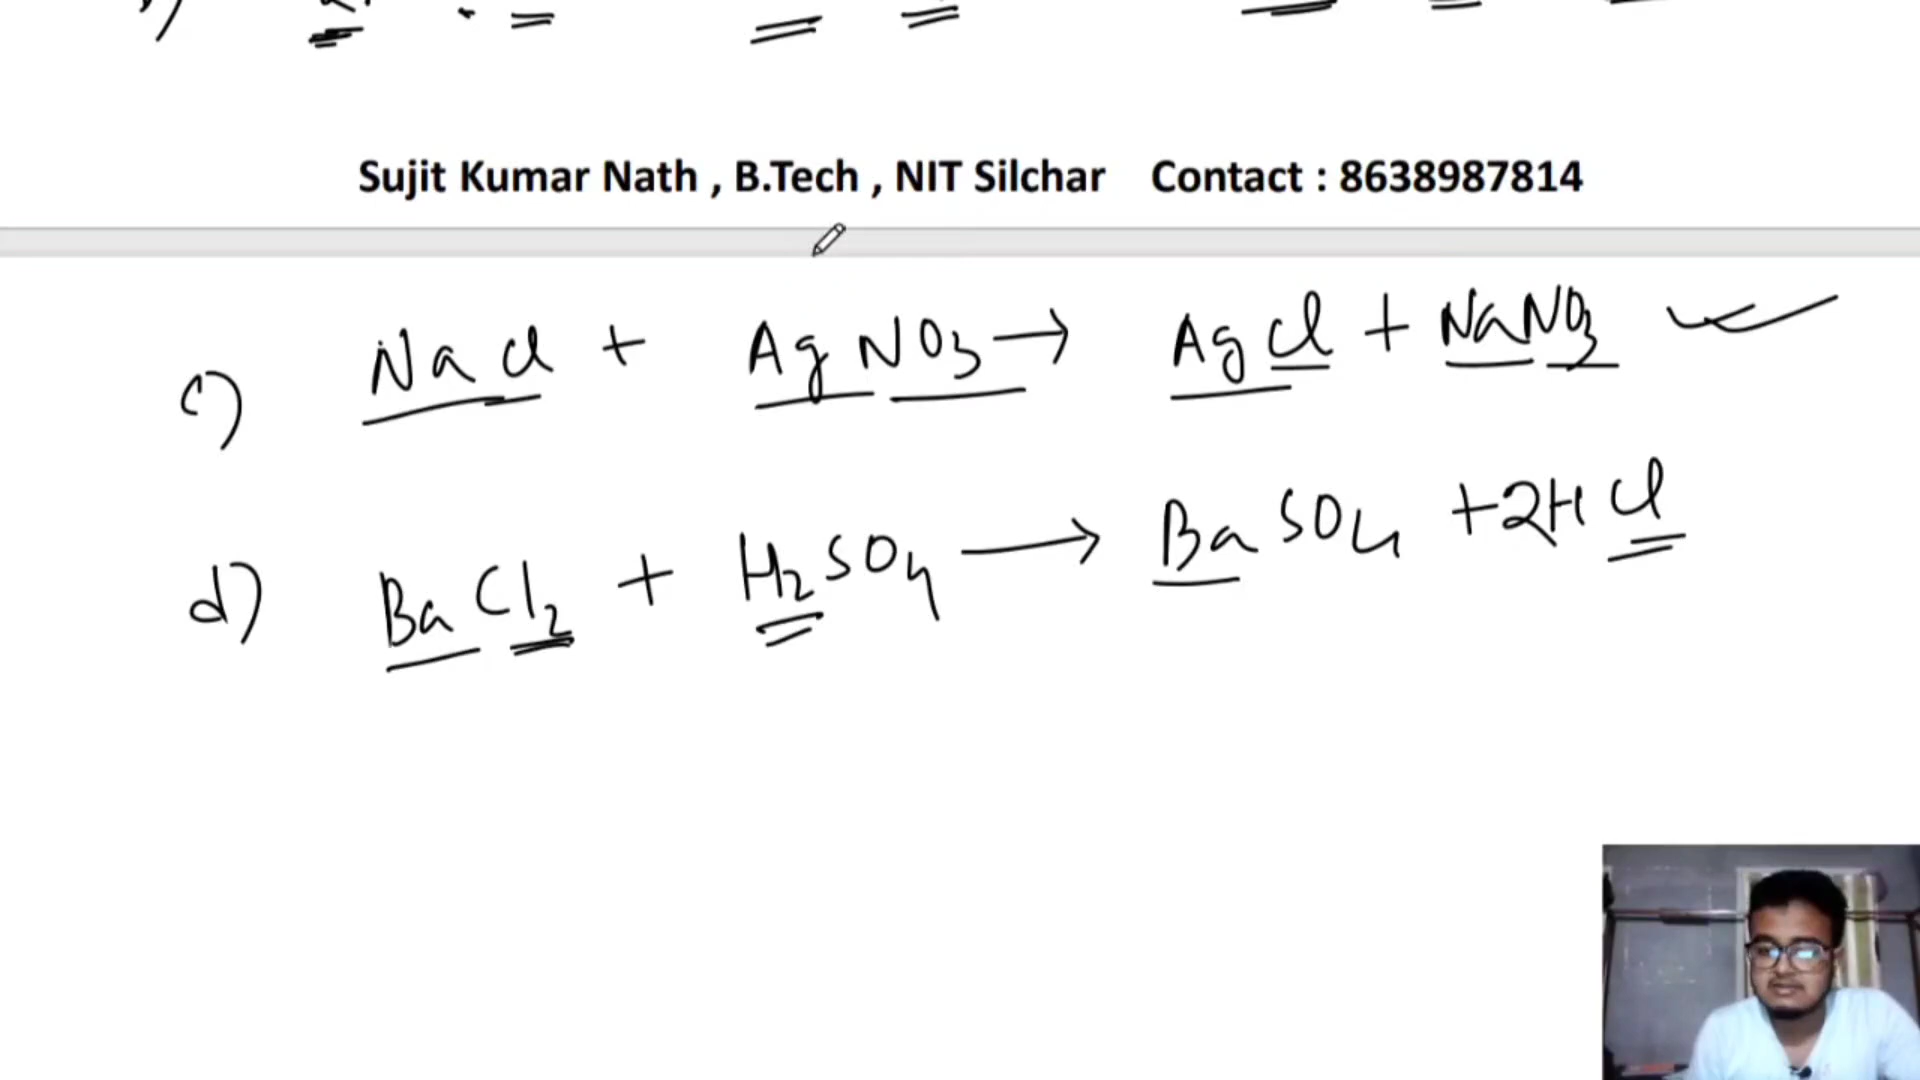 Sujit Kumar Nath , B.Tech , NIT Silchar Contact : 8638987814
c) NaCl + AgNO3 → AgCl + NaNO3
d) BaCl2 + H2SO4 → BaSO4 + 2HCl